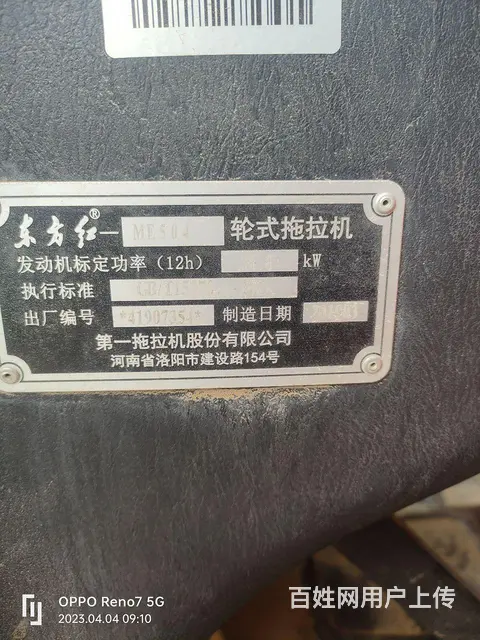 东方红®—ME504 轮式拖拉机
发动机标定功率（12h） kW
执行标准 GB/T15
出厂编号 *41907354* 制造日期
第一拖拉机股份有限公司
河南省洛阳市建设路154号
OPPO Reno7 5G
2023.04.04 09:10
百姓网用户上传